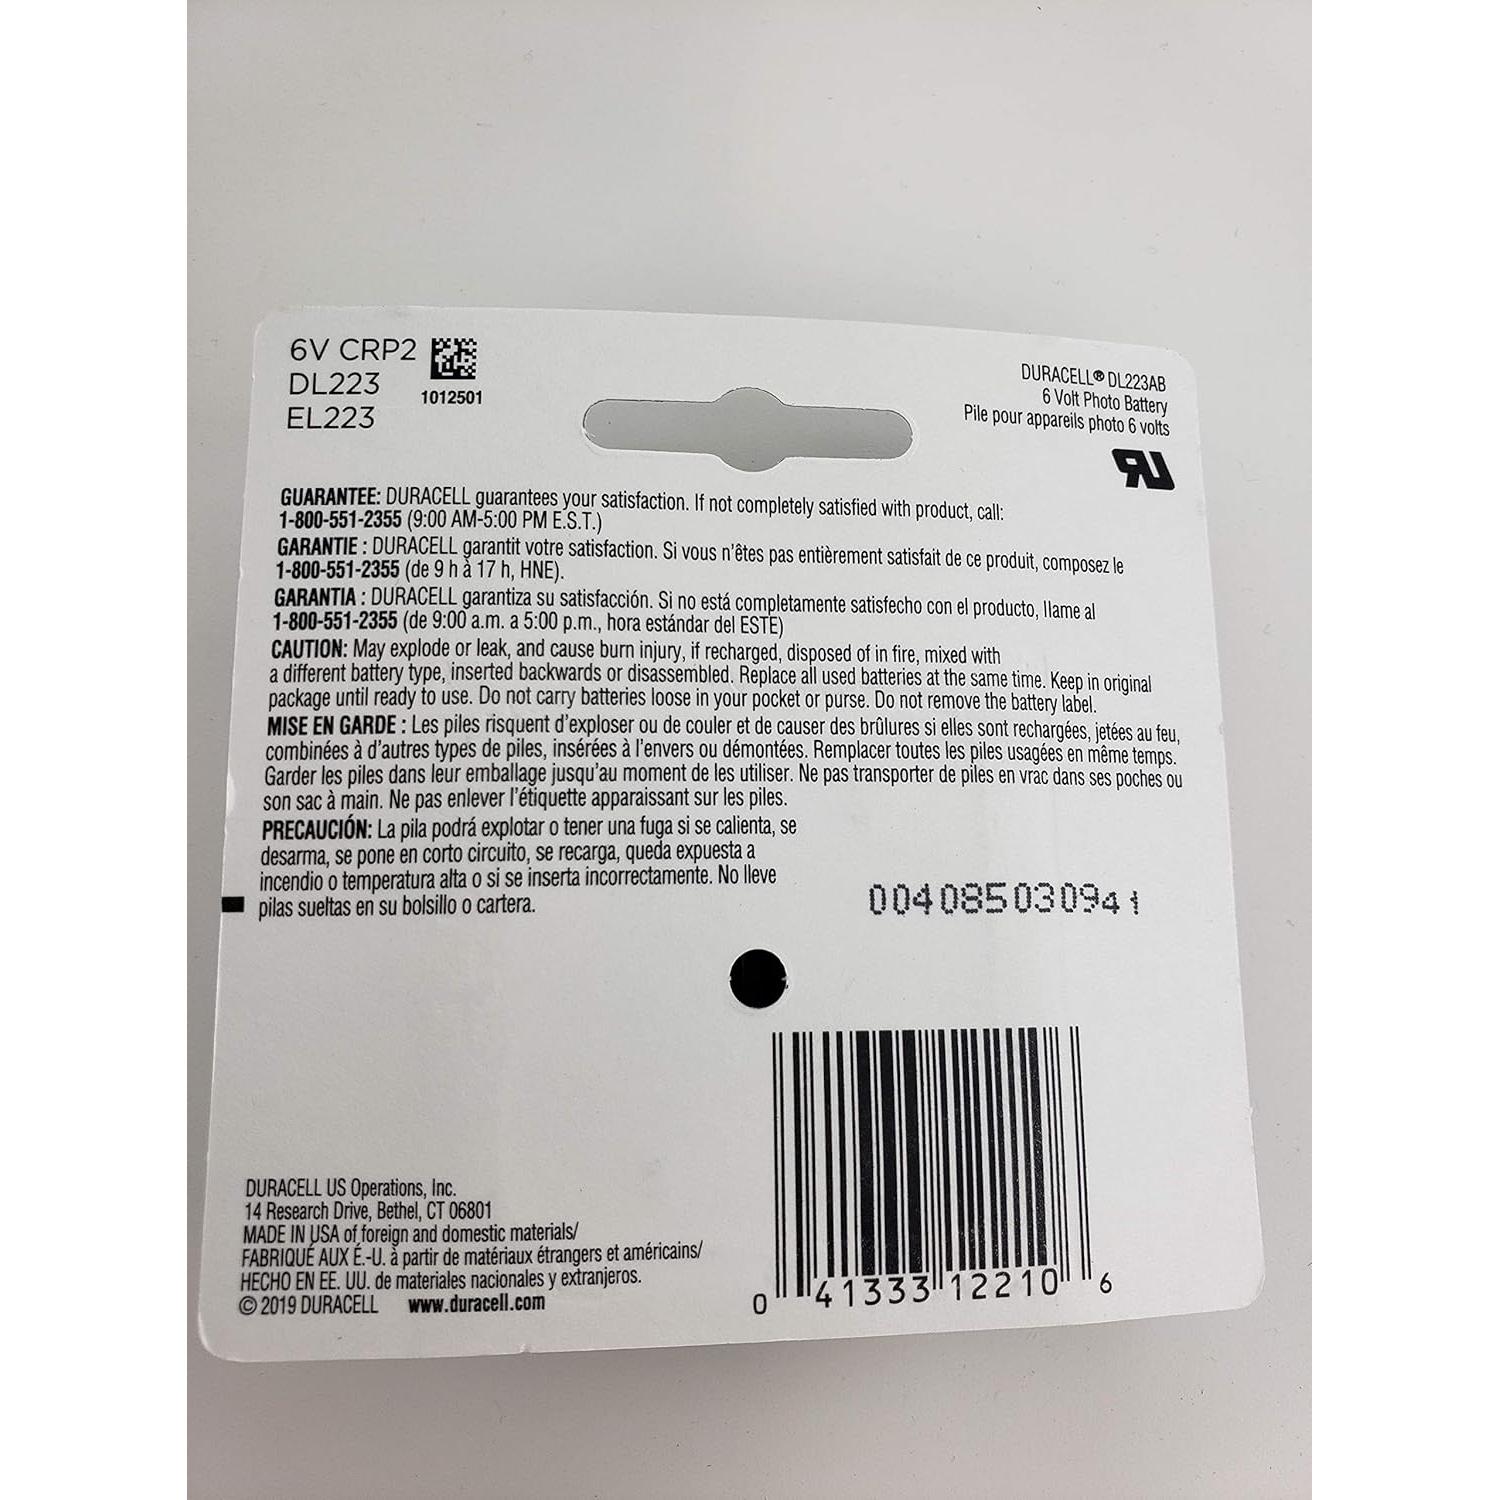 6V CRP2
DL223
EL223
1012501
DURACELL® DL223AB
6 Volt Photo Battery
Pile pour appareils photo 6 volts
GUARANTEE: DURACELL guarantees your satisfaction. If not completely satisfied with product, call:
1-800-551-2355 (9:00 AM-5:00 PM E.S.T.)
GARANTIE : DURACELL garantit votre satisfaction. Si vous n'êtes pas entièrement satisfait de ce produit, composez le
1-800-551-2355 (de 9 h à 17 h, HNE).
GARANTIA : DURACELL garantiza su satisfacción. Si no está completamente satisfecho con el producto, llame al
1-800-551-2355 (de 9:00 a.m. a 5:00 p.m., hora estándar del ESTE)
CAUTION: May explode or leak, and cause burn injury, if recharged, disposed of in fire, mixed with
a different battery type, inserted backwards or disassembled. Replace all used batteries at the same time. Keep in original
package until ready to use. Do not carry batteries loose in your pocket or purse. Do not remove the battery label.
MISE EN GARDE : Les piles risquent d'exploser ou de couler et de causer des brûlures si elles sont rechargées, jetées au feu,
combinées à d'autres types de piles, insérées à l'envers ou démontées. Remplacer toutes les piles usagées en même temps.
Garder les piles dans leur emballage jusqu'au moment de les utiliser. Ne pas transporter de piles en vrac dans ses poches ou
son sac à main. Ne pas enlever l'étiquette apparaissant sur les piles.
PRECAUCIÓN: La pila podrá explotar o tener una fuga si se calienta, se
desarma, se pone en corto circuito, se recarga, queda expuesta a
incendio o temperatura alta o si se inserta incorrectamente. No lleve
pilas sueltas en su bolsillo o cartera.
004085030941
DURACELL US Operations, Inc.
14 Research Drive, Bethel, CT 06801
MADE IN USA of foreign and domestic materials/
FABRIQUÉ AUX É.-U. à partir de matériaux étrangers et américains/
HECHO EN EE. UU. de materiales nacionales y extranjeros.
© 2019 DURACELL www.duracell.com
0 41333 12210 6